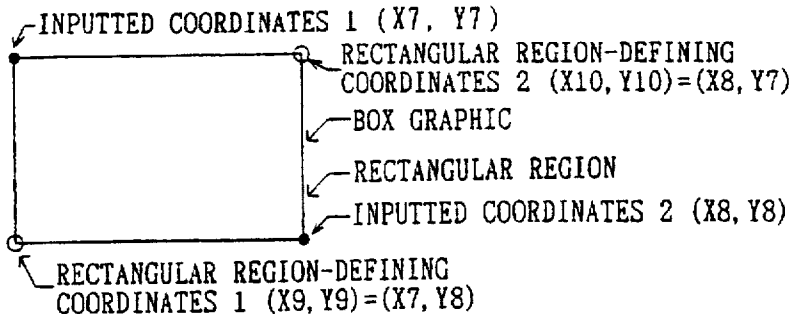 INPUTTED COORDINATES 1 (X7, Y7)
RECTANGULAR REGION-DEFINING
COORDINATES 2 (X10, Y10)=(X8, Y7)
BOX GRAPHIC
RECTANGULAR REGION
INPUTTED COORDINATES 2 (X8, Y8)
RECTANGULAR REGION-DEFINING
COORDINATES 1 (X9, Y9)=(X7, Y8)